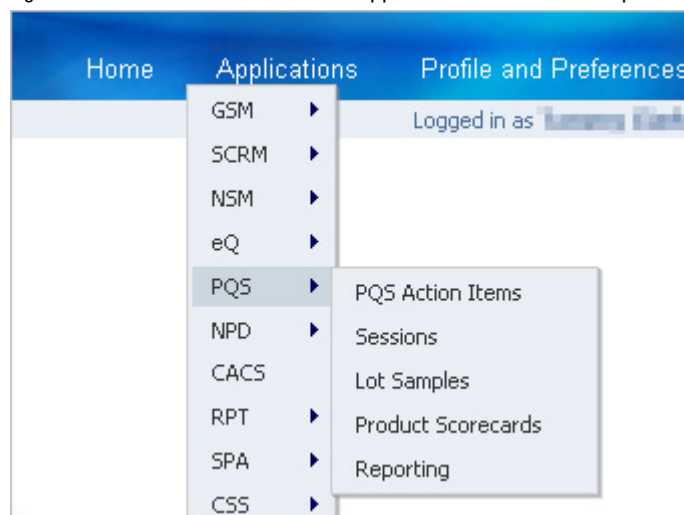 Home Applications Profile and Preferences
Logged in as
GSM
SCRM
NSM
eQ
PQS
NPD
CACS
RPT
SPA
CSS
PQS Action Items
Sessions
Lot Samples
Product Scorecards
Reporting